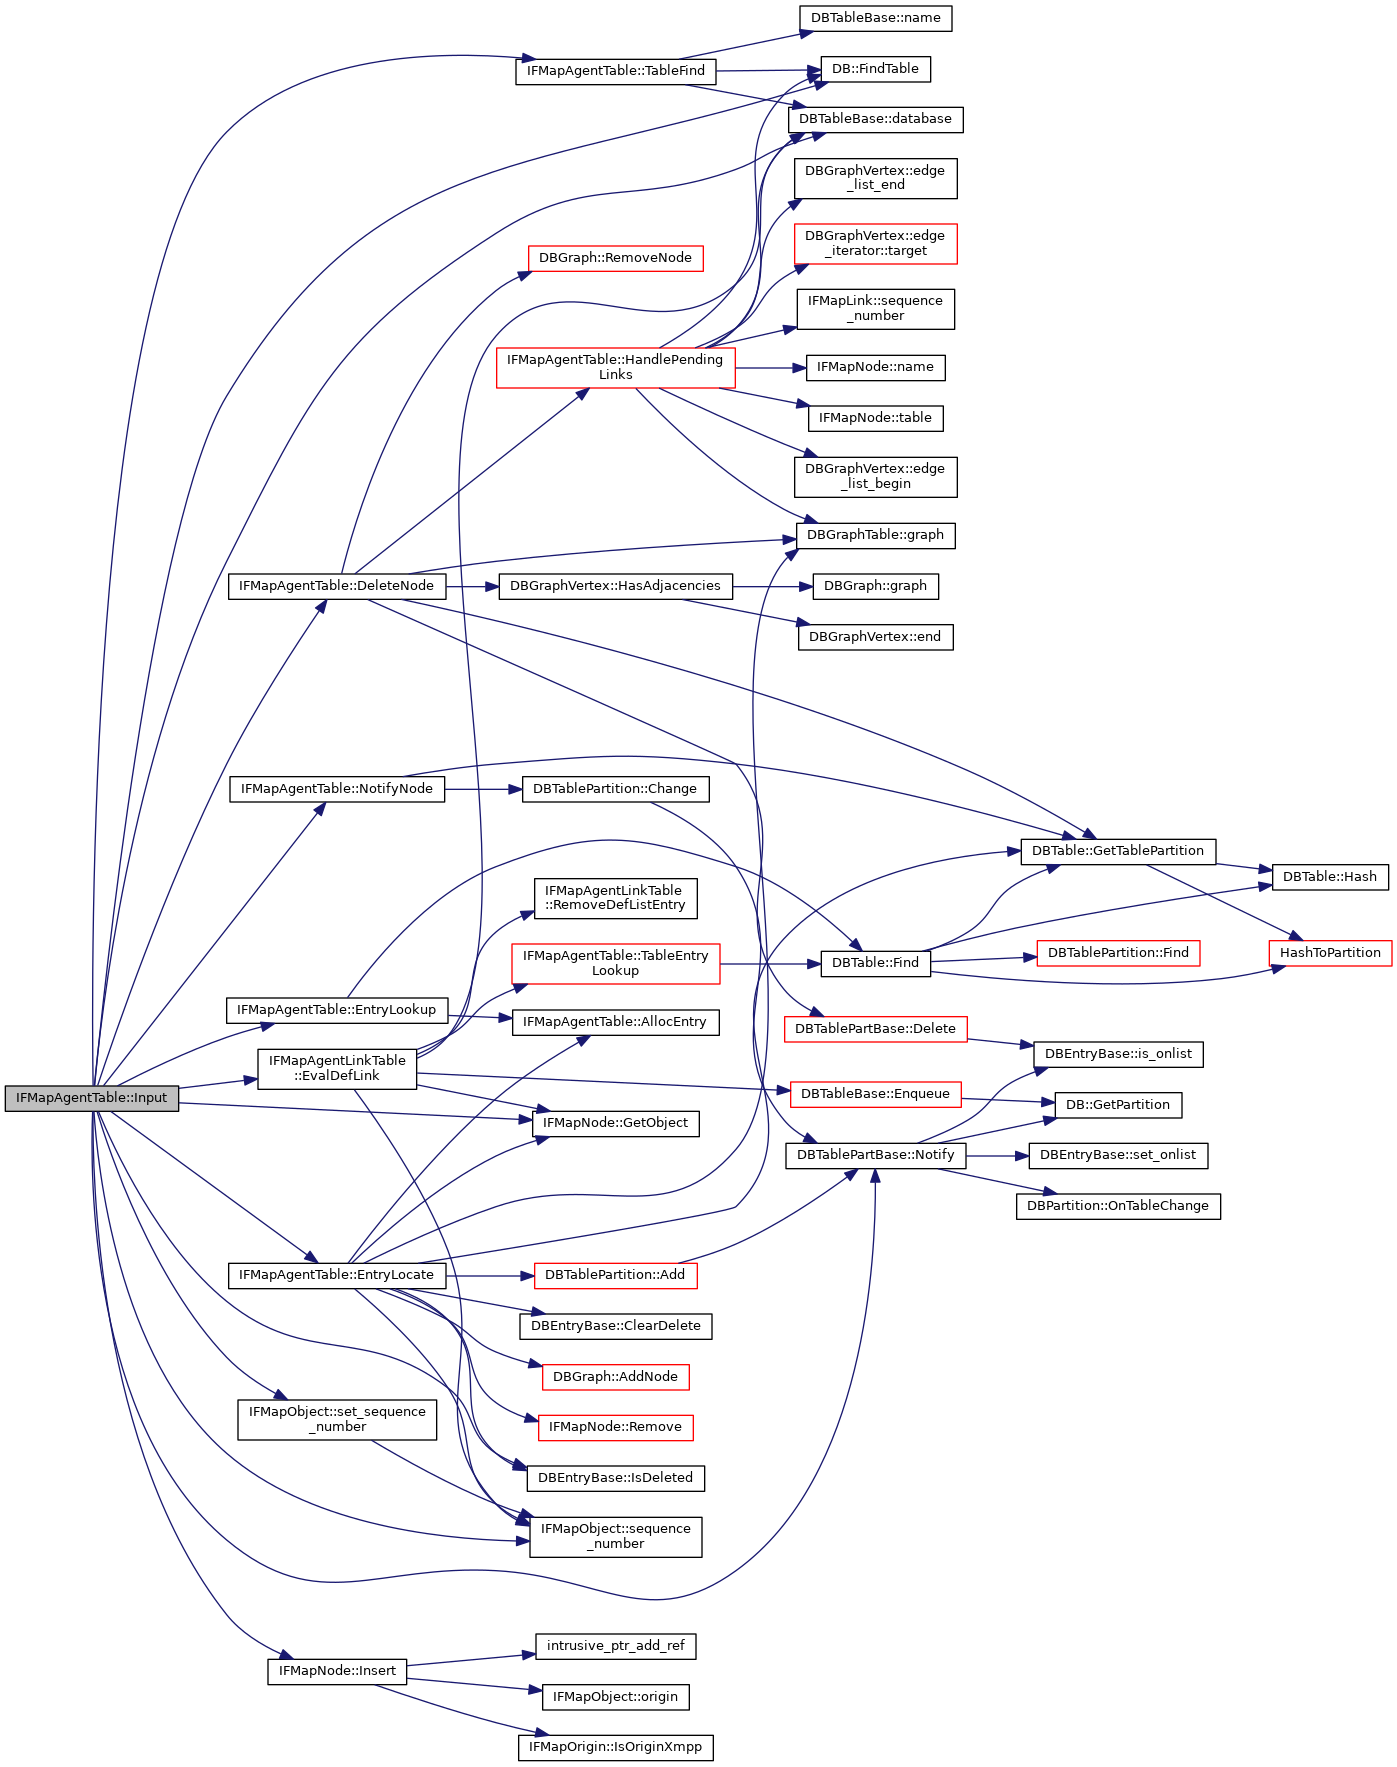 DBTableBase::name
DB::FindTable
IFMapAgentTable::TableFind
DBTableBase::database
DBGraphVertex::edge
_list_end
DBGraphVertex::edge
_iterator::target
DBGraph::RemoveNode
IFMapLink::sequence
_number
IFMapAgentTable::HandlePending
Links
IFMapNode::name
IFMapNode::table
DBGraphVertex::edge
_list_begin
DBGraphTable::graph
IFMapAgentTable::DeleteNode
DBGraphVertex::HasAdjacencies
DBGraph::graph
DBGraphVertex::end
IFMapAgentTable::NotifyNode
DBTablePartition::Change
DBTable::GetTablePartition
DBTable::Hash
IFMapAgentLinkTable
::RemoveDefListEntry
IFMapAgentTable::TableEntry
Lookup
DBTable::Find
DBTablePartition::Find
HashToPartition
IFMapAgentTable::EntryLookup
IFMapAgentTable::AllocEntry
DBTablePartBase::Delete
DBEntryBase::is_onlist
IFMapAgentLinkTable
::EvalDefLink
IFMapAgentTable::Input
DBTableBase::Enqueue
DB::GetPartition
IFMapNode::GetObject
DBTablePartBase::Notify
DBEntryBase::set_onlist
DBPartition::OnTableChange
IFMapAgentTable::EntryLocate
DBTablePartition::Add
DBEntryBase::ClearDelete
DBGraph::AddNode
IFMapObject::set_sequence
_number
IFMapNode::Remove
DBEntryBase::IsDeleted
IFMapObject::sequence
_number
intrusive_ptr_add_ref
IFMapNode::Insert
IFMapObject::origin
IFMapOrigin::IsOriginXmpp